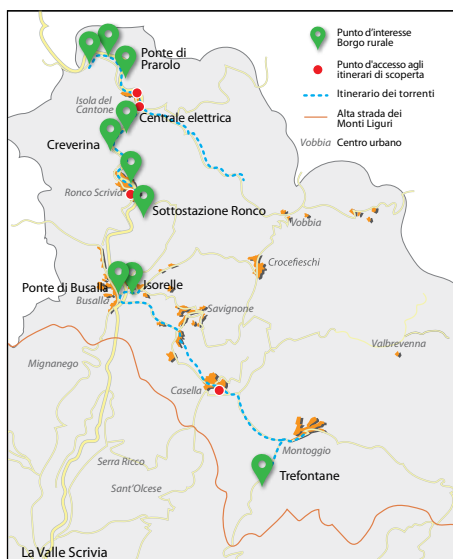 Punto d'interesse
Borgo rurale
Punto d'accesso agli
itinerari di scoperta
Itinerario dei torrenti
Alta strada dei
Monti Liguri
Vobbia Centro urbano
Ponte di
Prarolo
Isola del
Cantone
Centrale elettrica
Creverina
Ronco Scrivia
Sottostazione Ronco
Vobbia
Crocefieschi
Ponte di Busalla
Isorelle
Busalla
Savignone
Valbrevenna
Mignanego
Casella
Montoggio
Serra Ricco
Trefontane
Sant'Olcese
La Valle Scrivia